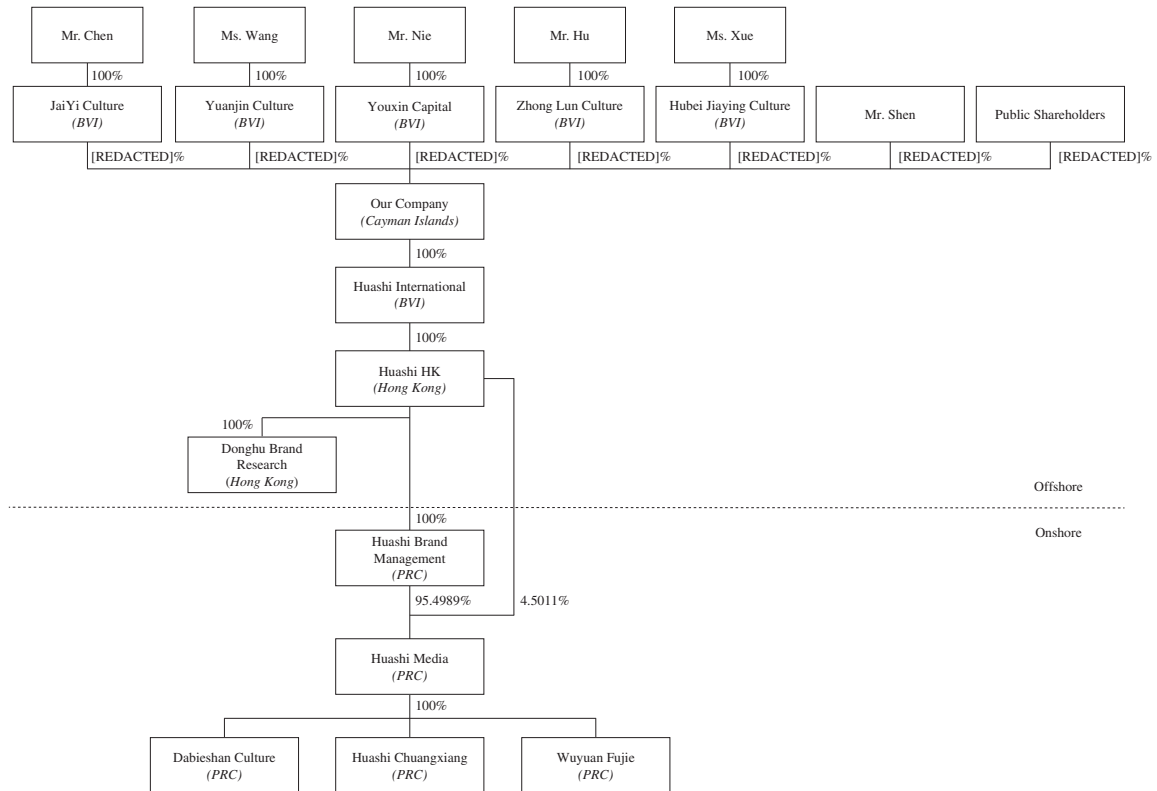 Mr. Chen
Ms. Wang
Mr. Nie
Mr. Hu
Ms. Xue
100%
100%
100%
100%
100%
JaiYi Culture
(BVI)
Yuanjin Culture
(BVI)
Youxin Capital
(BVI)
Zhong Lun Culture
(BVI)
Hubei Jiaying Culture
(BVI)
Mr. Shen
Public Shareholders
[REDACTED]%
[REDACTED]%
[REDACTED]%
[REDACTED]%
[REDACTED]%
[REDACTED]%
[REDACTED]%
Our Company
(Cayman Islands)
100%
Huashi International
(BVI)
100%
Huashi HK
(Hong Kong)
100%
Donghu Brand
Research
(Hong Kong)
Offshore
100%
Onshore
Huashi Brand
Management
(PRC)
95.4989%
4.5011%
Huashi Media
(PRC)
100%
Dabieshan Culture
(PRC)
Huashi Chuangxiang
(PRC)
Wuyuan Fujie
(PRC)